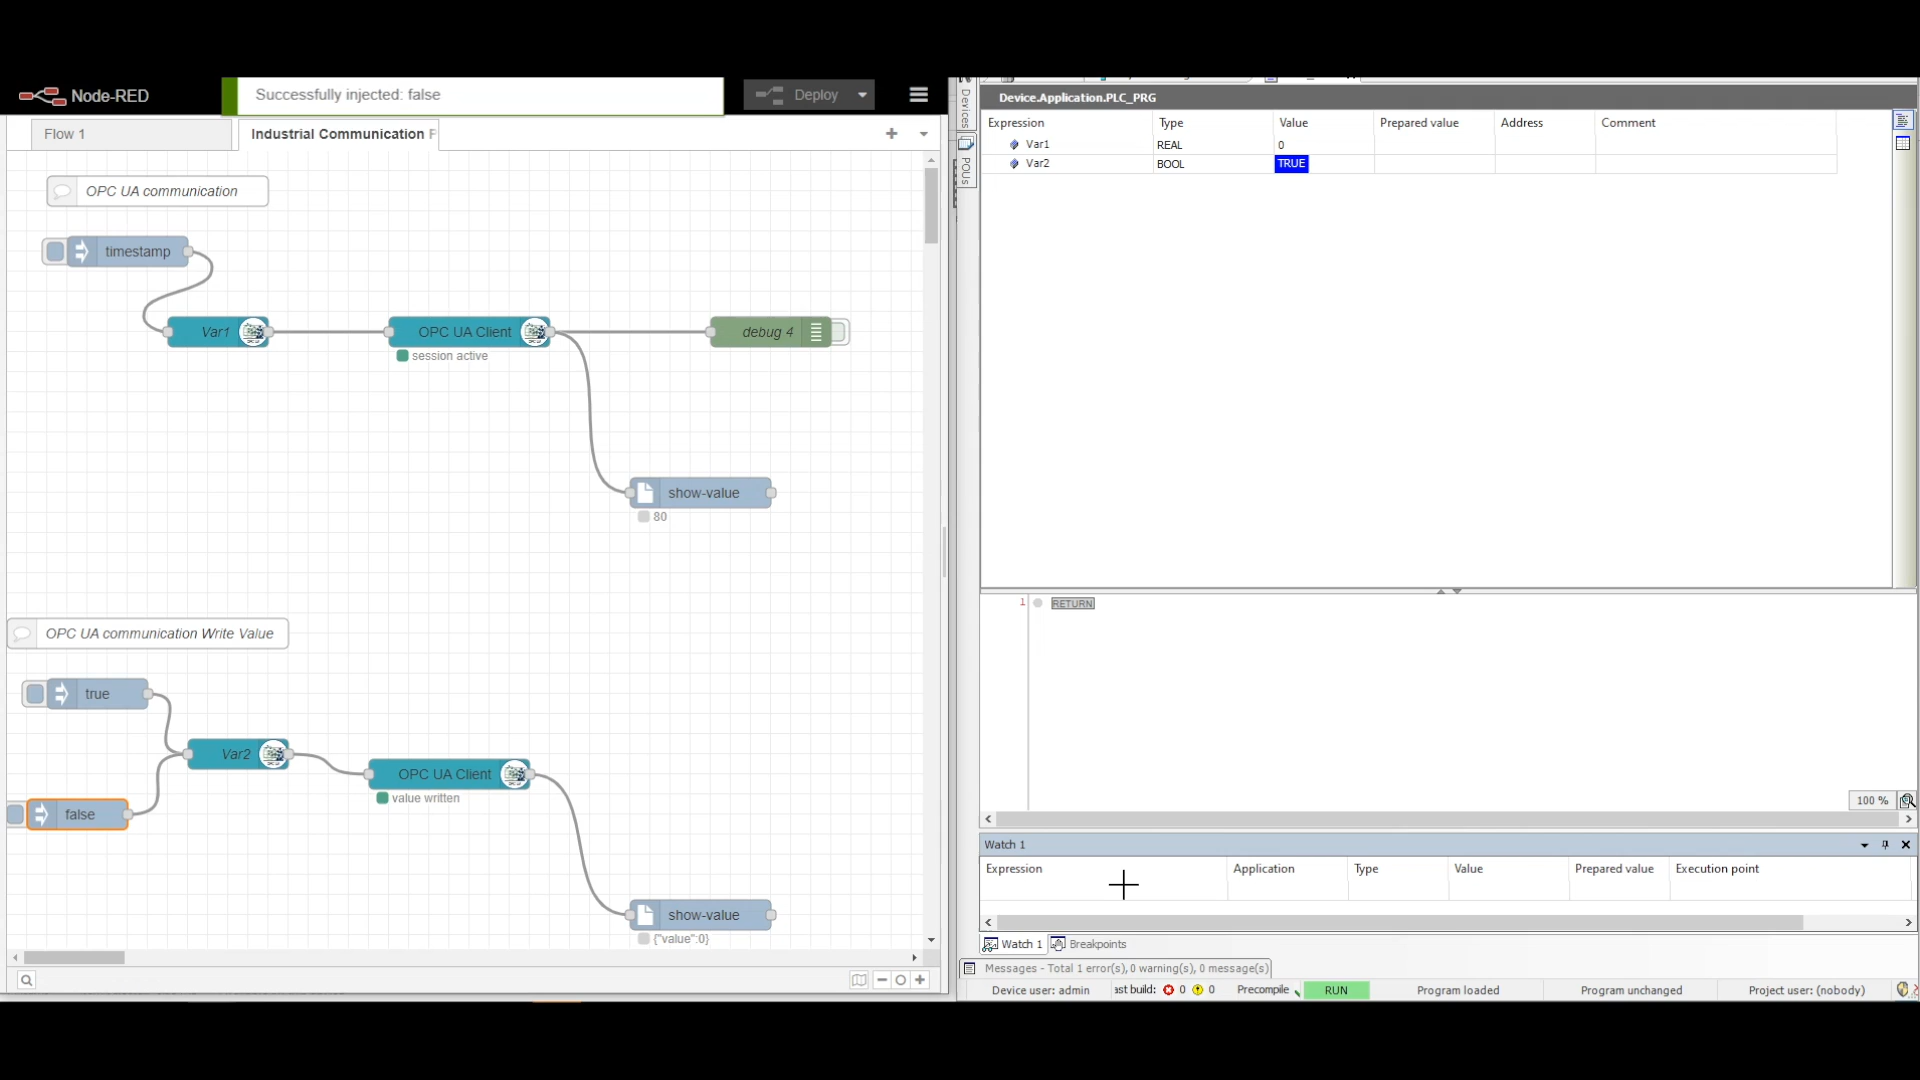 Node-RED
Successfully injected: false
Deploy
Flow 1
Industrial Communication
OPC UA communication
timestamp
Var1
OPC UA Client
session active
debug 4
show-value
80
OPC UA communication Write Value
true
Var2
OPC UA Client
value written
false
show-value
{"value":0}
Devices
POUs
Device.Application.PLC_PRG
Expression Type Value Prepared value Address Comment
Var1 REAL 0
Var2 BOOL TRUE
1 RETURN
100 %
Watch 1
Expression Application Type Value Prepared value Execution point
Watch 1 Breakpoints
Messages - Total 1 error(s), 0 warning(s), 0 message(s)
Device user: admin ast build: 0 0 Precompile RUN Program loaded Program unchanged Project user: (nobody)